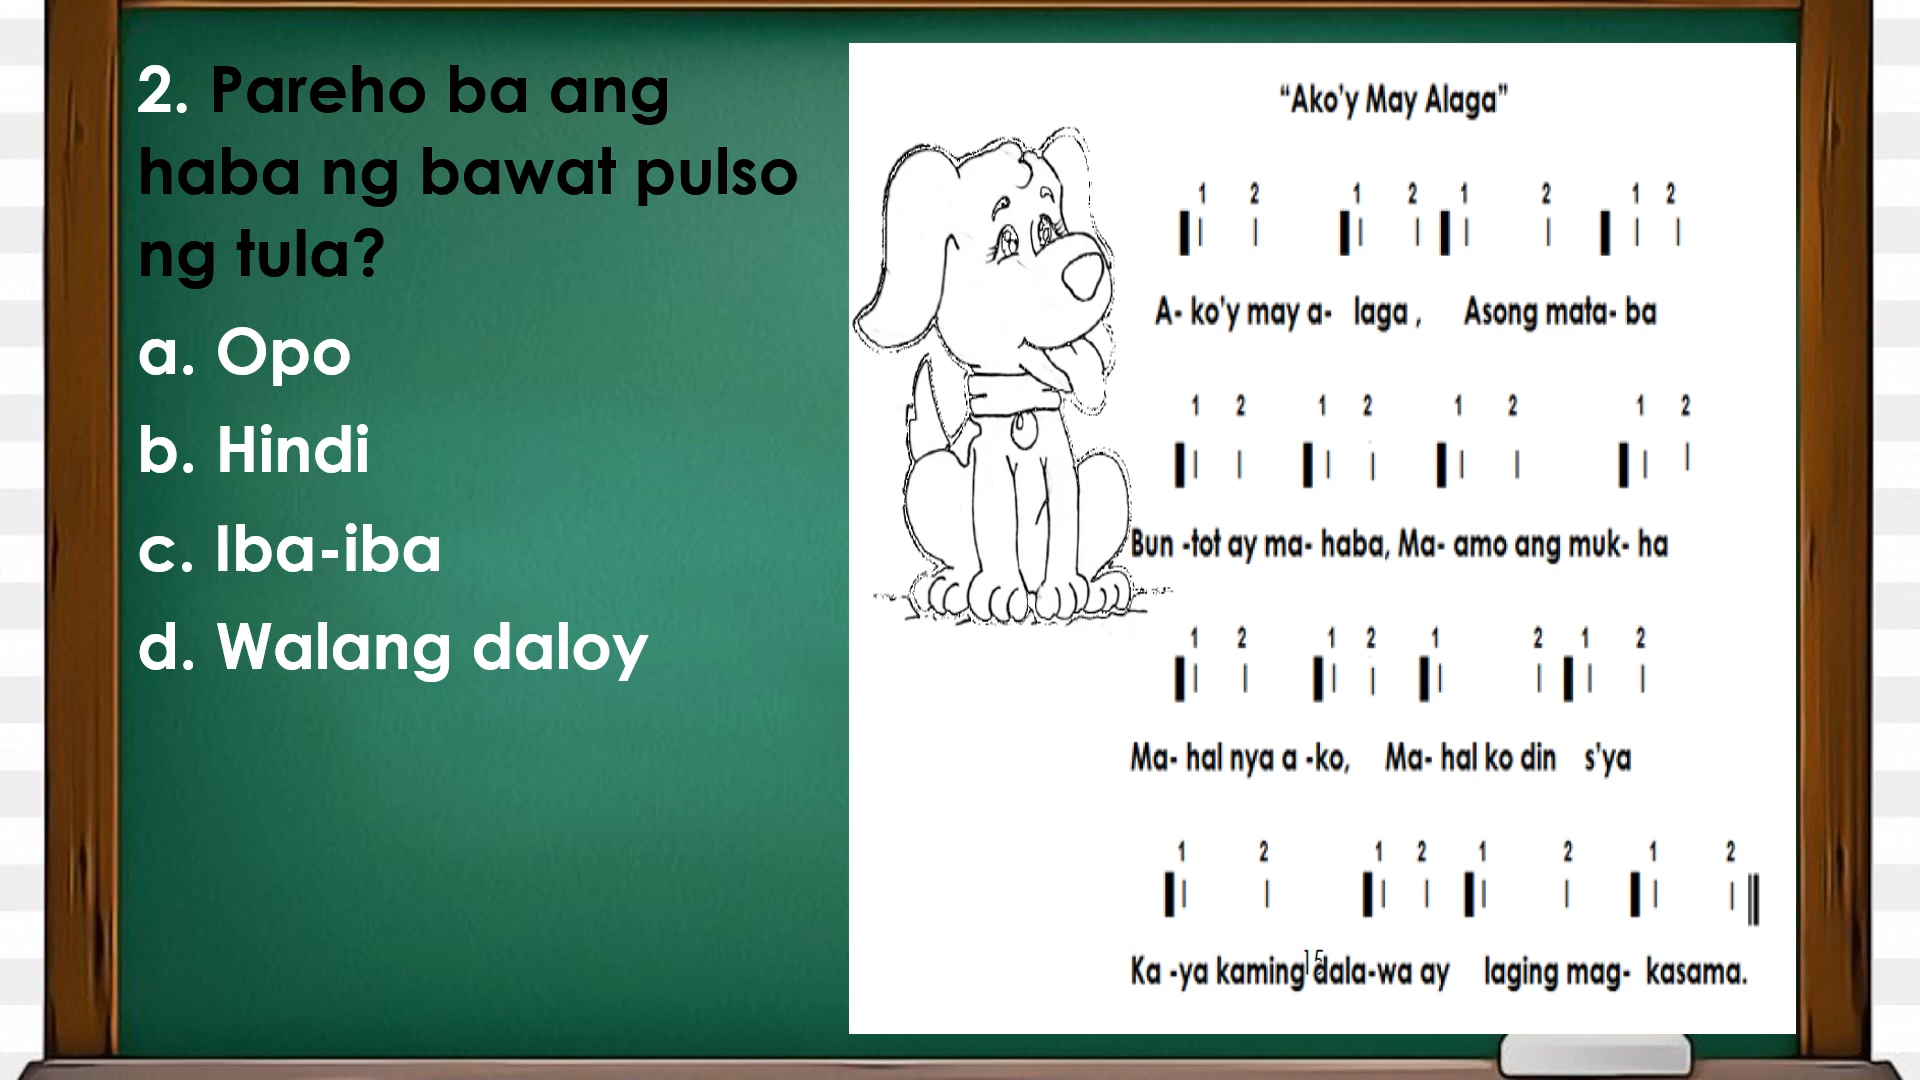 2. Pareho ba ang
haba ng bawat pulso
ng tula?
a. Opo
b. Hindi
c. Iba-iba
d. Walang daloy
“Ako’y May Alaga”
1 2 1 2 1 2 1 2
A- ko’y may a- laga , Asong mata- ba
1 2 1 2 1 2 1 2
Bun -tot ay ma- haba, Ma- amo ang muk- ha
1 2 1 2 1 2 1 2
Ma- hal nya a -ko, Ma- hal ko din s’ya
1 2 1 2 1 2 1 2
Ka -ya kaming dala-wa ay laging mag- kasama.
15